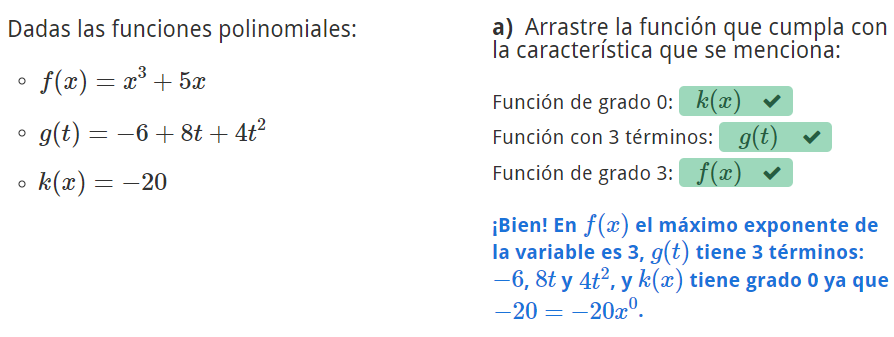 Dadas las funciones polinomiales:
∘ f(x) = x³ + 5x
∘ g(t) = −6 + 8t + 4t²
∘ k(x) = −20
a) Arrastre la función que cumpla con
la característica que se menciona:
Función de grado 0: k(x) ✔
Función con 3 términos: g(t) ✔
Función de grado 3: f(x) ✔
¡Bien! En f(x) el máximo exponente de
la variable es 3, g(t) tiene 3 términos:
−6, 8t y 4t², y k(x) tiene grado 0 ya que
−20 = −20x⁰.